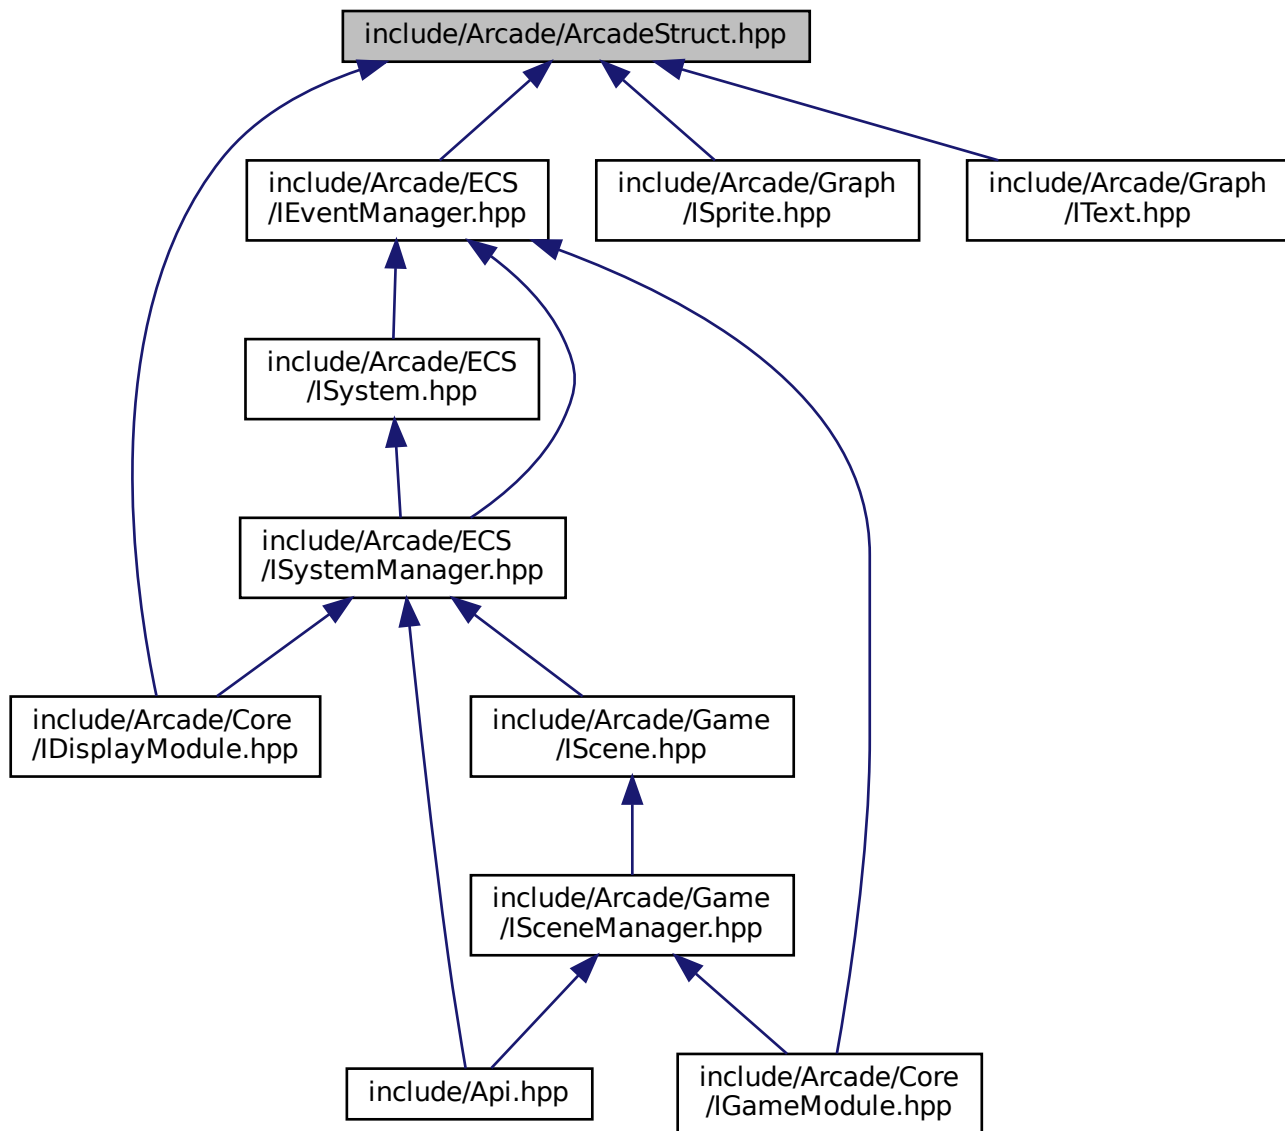 include/Arcade/ArcadeStruct.hpp
include/Arcade/ECS
/IEventManager.hpp
include/Arcade/Graph
/ISprite.hpp
include/Arcade/Graph
/IText.hpp
include/Arcade/ECS
/ISystem.hpp
include/Arcade/ECS
/ISystemManager.hpp
include/Arcade/Core
/IDisplayModule.hpp
include/Arcade/Game
/IScene.hpp
include/Arcade/Game
/ISceneManager.hpp
include/Api.hpp
include/Arcade/Core
/IGameModule.hpp